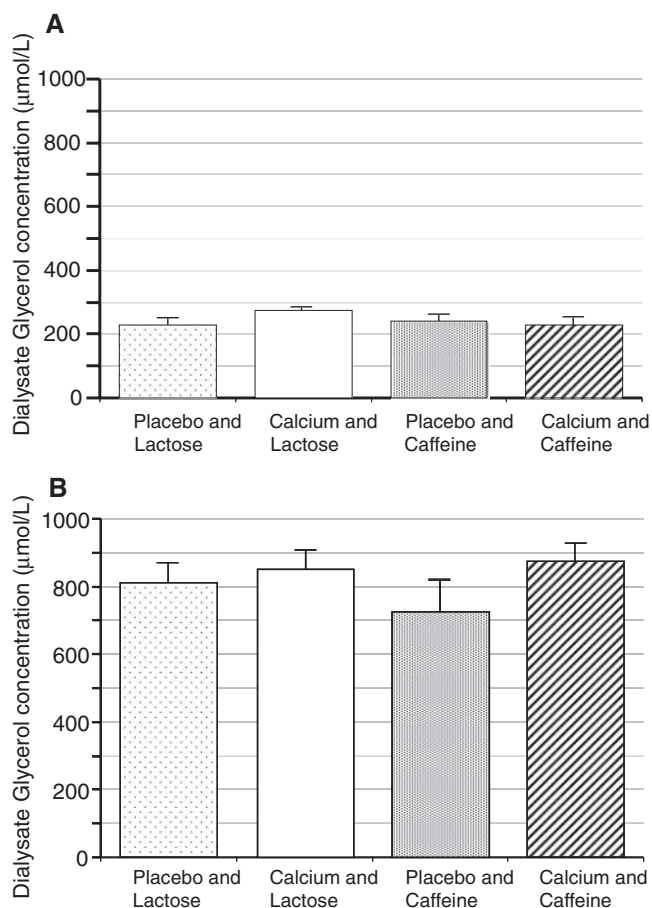 A
Dialysate Glycerol concentration (μmol/L)
1000
800
600
400
200
0
Placebo and
Lactose
Calcium and
Lactose
Placebo and
Caffeine
Calcium and
Caffeine
B
Dialysate Glycerol concentration (μmol/L)
1000
800
600
400
200
0
Placebo and
Lactose
Calcium and
Lactose
Placebo and
Caffeine
Calcium and
Caffeine